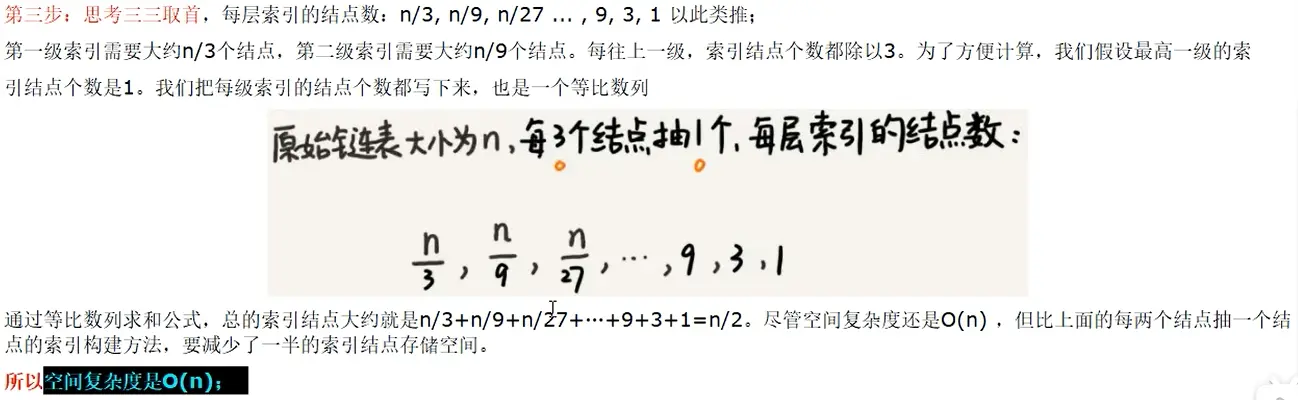 第三步：思考三三取首，每层索引的结点数：n/3, n/9, n/27 ... , 9, 3, 1 以此类推；
第一级索引需要大约n/3个结点，第二级索引需要大约n/9个结点。每往上一级，索引结点个数都除以3。为了方便计算，我们假设最高一级的索
引结点个数是1。我们把每级索引的结点个数都写下来，也是一个等比数列
原始链表大小为n，每3个结点抽1个，每层索引的结点数：
n/3, n/9, n/27, ⋯, 9, 3, 1
通过等比数列求和公式，总的索引结点大约就是n/3+n/9+n/27+⋯+9+3+1=n/2。尽管空间复杂度还是O(n) ，但比上面的每两个结点抽一个结
点的索引构建方法，要减少了一半的索引结点存储空间。
所以空间复杂度是O(n)；